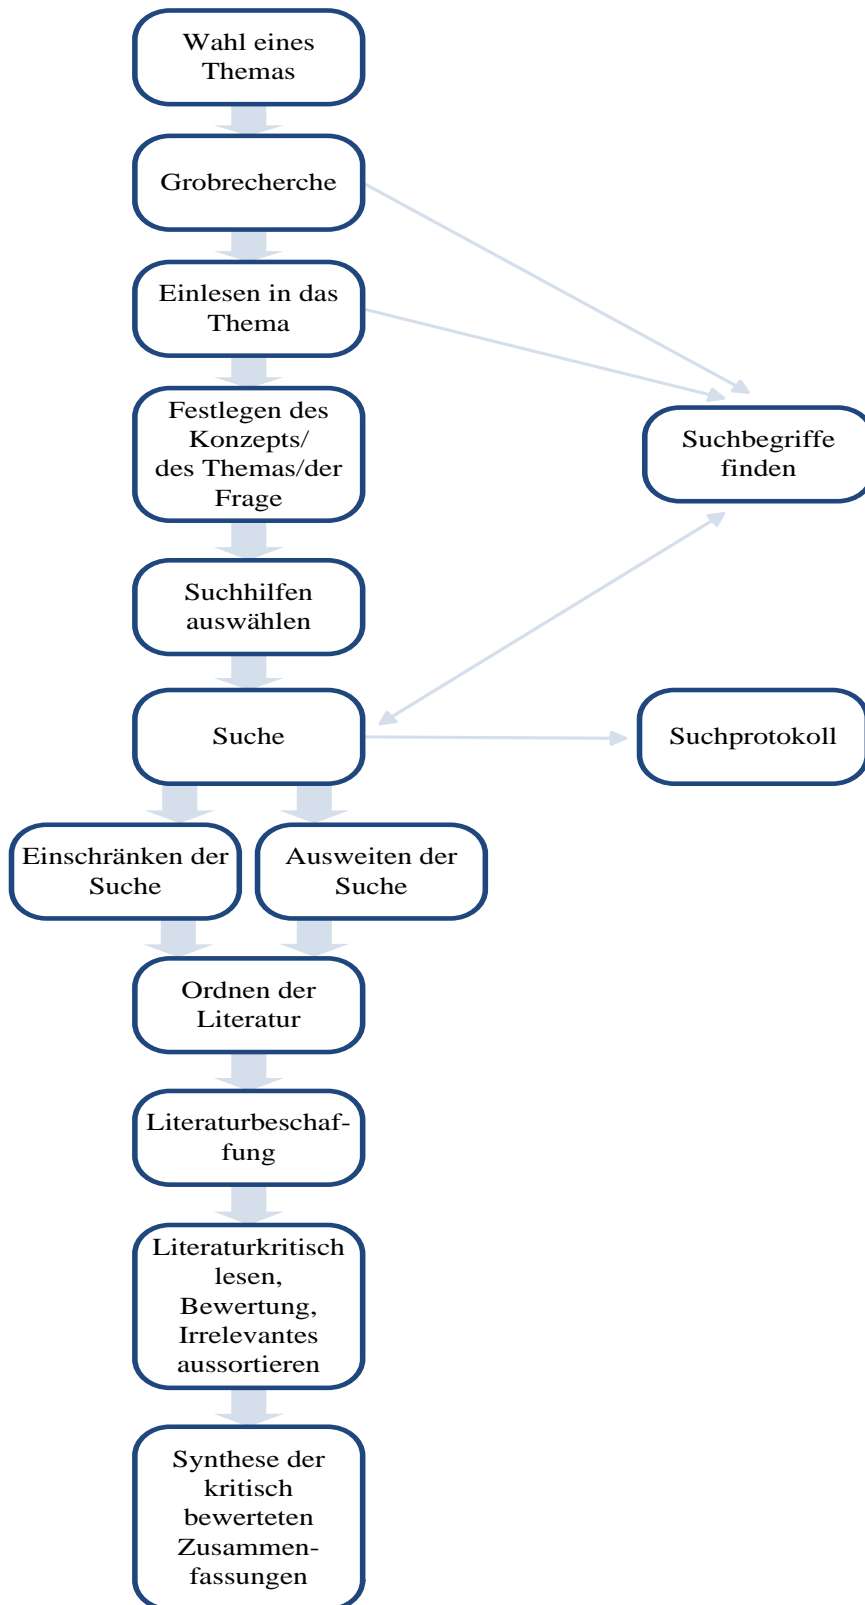 Wahl eines
Themas
Grobrecherche
Einlesen in das
Thema
Festlegen des
Konzepts/
des Themas/der
Frage
Suchbegriffe
finden
Suchhilfen
auswählen
Suche
Suchprotokoll
Einschränken der
Suche
Ausweiten der
Suche
Ordnen der
Literatur
Literaturbeschaf-
fung
Literaturkritisch
lesen,
Bewertung,
Irrelevantes
aussortieren
Synthese der
kritisch
bewerteten
Zusammen-
fassungen